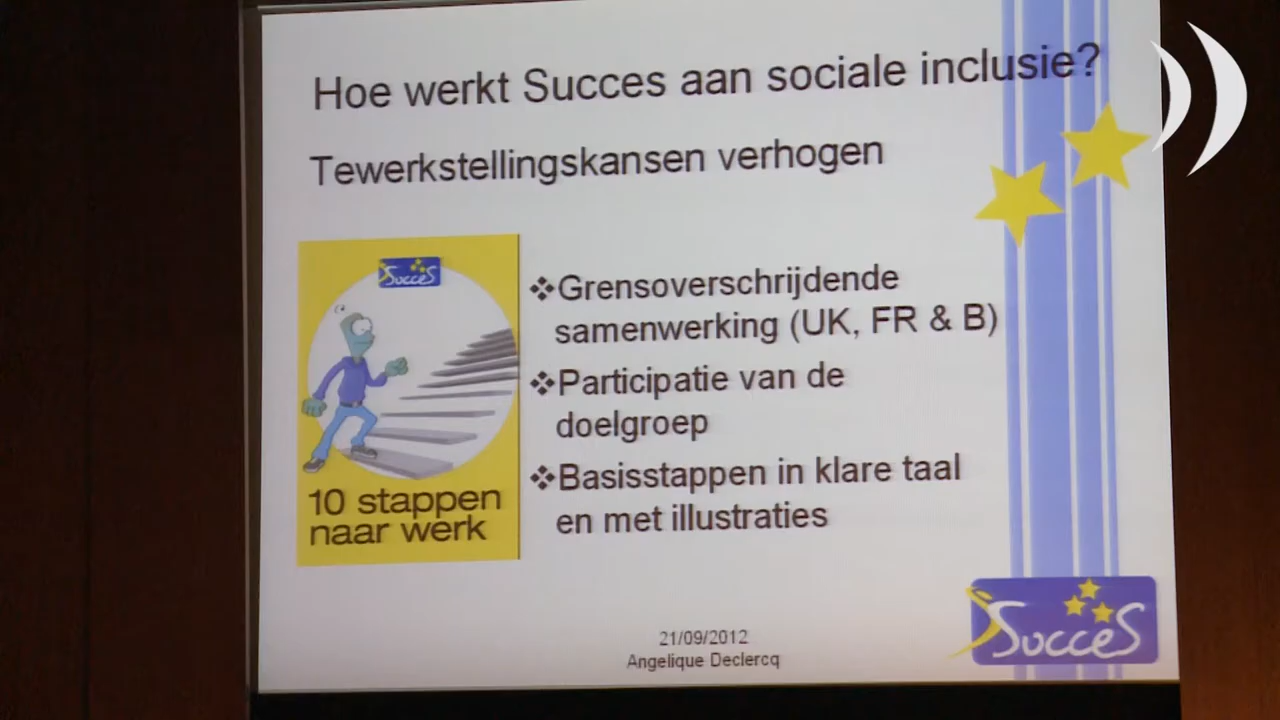 Hoe werkt Succes aan sociale inclusie?
Tewerkstellingskansen verhogen
Succes
10 stappen
naar werk
❖Grensoverschrijdende
samenwerking (UK, FR & B)
❖Participatie van de
doelgroep
❖Basisstappen in klare taal
en met illustraties
21/09/2012
Angelique Declercq
SucceS